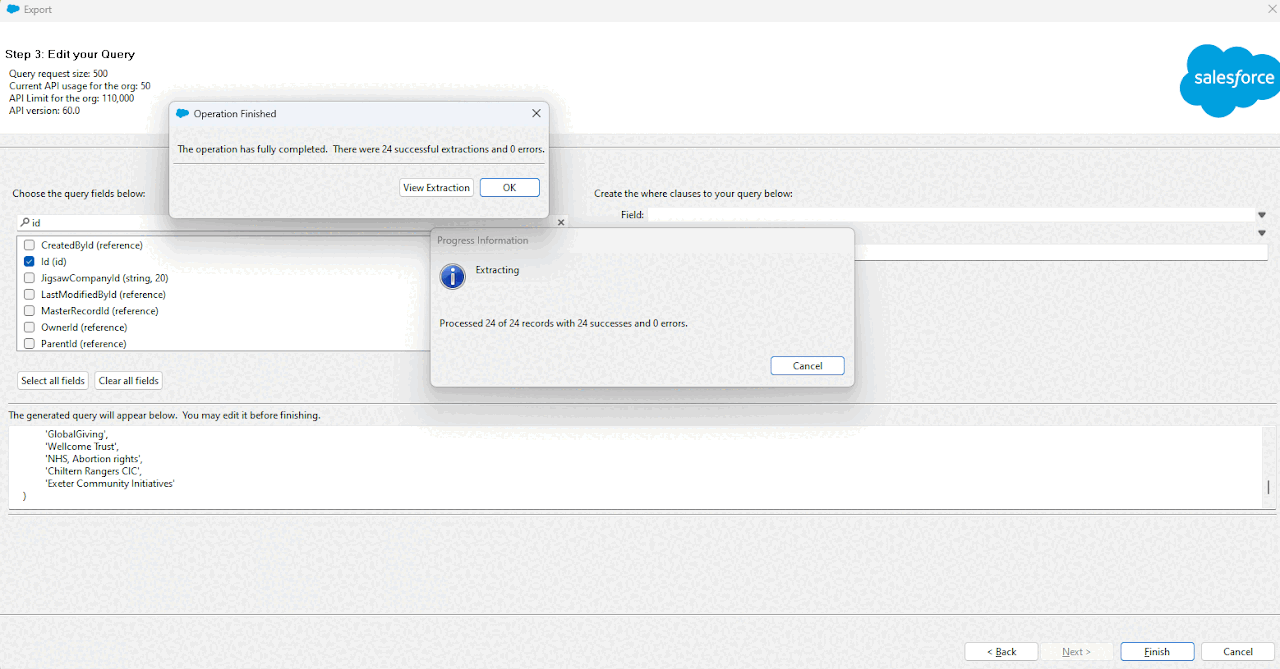 Export
Step 3: Edit your Query
Query request size: 500
Current API usage for the org: 50
API Limit for the org: 110,000
API version: 60.0
salesforce
Operation Finished
The operation has fully completed. There were 24 successful extractions and 0 errors.
View Extraction
OK
Choose the query fields below:
Create the where clauses to your query below:
id
Field:
CreatedById (reference)
Id (id)
JigsawCompanyId (string, 20)
LastModifiedById (reference)
MasterRecordId (reference)
OwnerId (reference)
ParentId (reference)
Progress Information
Extracting
Processed 24 of 24 records with 24 successes and 0 errors.
Cancel
Select all fields
Clear all fields
The generated query will appear below. You may edit it before finishing.
'GlobalGiving',
'Wellcome Trust',
'NHS, Abortion rights',
'Chiltern Rangers CIC',
'Exeter Community Initiatives'
)
< Back
Next >
Finish
Cancel